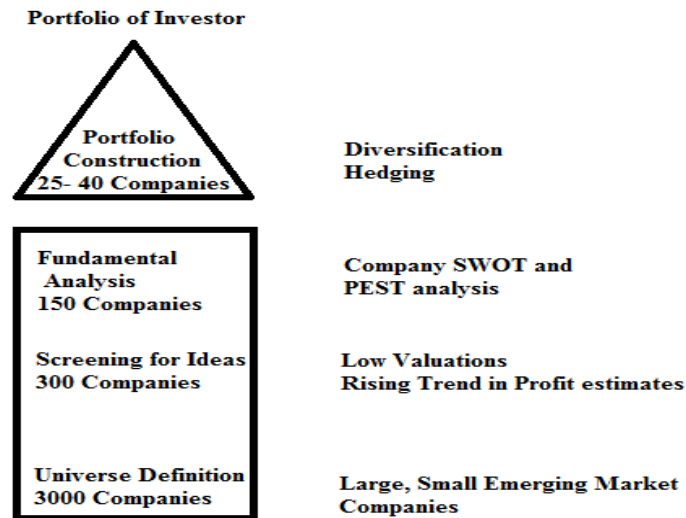 Portfolio of Investor
Portfolio
Construction
25- 40 Companies
Diversification
Hedging
Fundamental
Analysis
150 Companies
Company SWOT and
PEST analysis
Screening for Ideas
300 Companies
Low Valuations
Rising Trend in Profit estimates
Universe Definition
3000 Companies
Large, Small Emerging Market
Companies